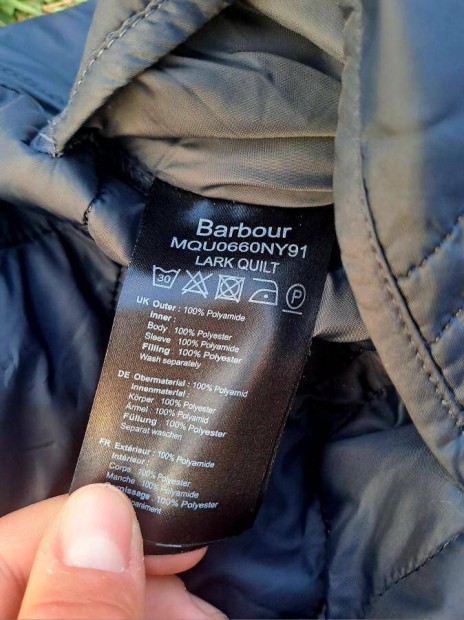 Barbour
MQU0660NY91
LARK QUILT
30
P
UK Outer : 100% Polyamide
Inner :
Body : 100% Polyester
Sleeve : 100% Polyamide
Filling : 100% Polyester
Wash separately
DE Obermaterial : 100% Polyamid
Innenmaterial :
Körper : 100% Polyester
Ärmel : 100% Polyamid
Füllung : 100% Polyester
Separat waschen
FR Extérieur : 100% Polyamide
Intérieur :
Corps : 100% Polyester
Manche : 100% Polyamide
100% Polyester